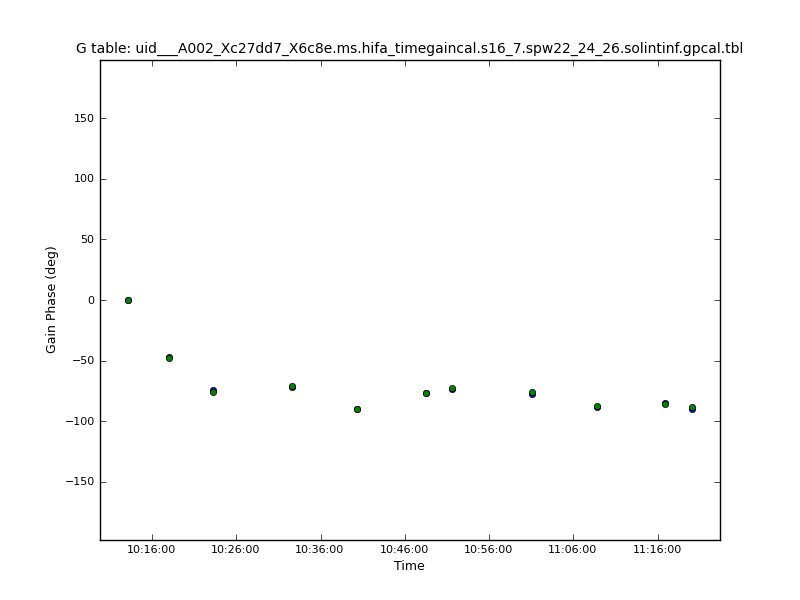 G table: uid___A002_Xc27dd7_X6c8e.ms.hifa_timegaincal.s16_7.spw22_24_26.solintinf.gpcal.tbl
150
100
50
0
−50
−100
−150
Gain Phase (deg)
10:16:00 10:26:00 10:36:00 10:46:00 10:56:00 11:06:00 11:16:00
Time